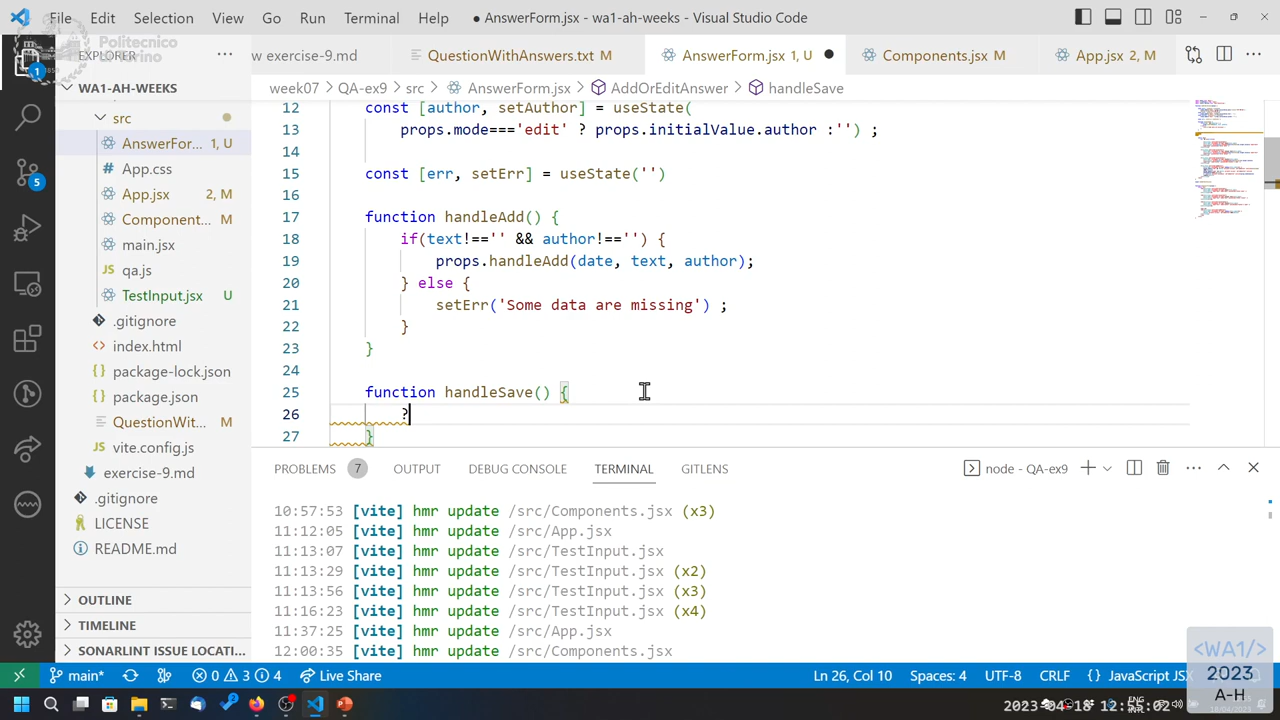 File Edit Selection View Go Run Terminal Help ● AnswerForm.jsx - wa1-ah-weeks - Visual Studio Code
Politecnico
EXPLORER ··· w exercise-9.md QuestionWithAnswers.txt M AnswerForm.jsx 1, U ● Components.jsx M App.jsx 2, M ···
1
WA1-AH-WEEKS week07 > QA-ex9 > src > AnswerForm.jsx > AddOrEditAnswer > handleSave
src
AnswerFor... 1, U
App.css
App.jsx 2, M
Component... M
main.jsx
qa.js
TestInput.jsx U
.gitignore
index.html
package-lock.json
package.json
QuestionWit... M
vite.config.js
exercise-9.md
.gitignore
LICENSE
README.md
OUTLINE
TIMELINE
SONARLINT ISSUE LOCATI...
5
12 const [author, setAuthor] = useState(
13 props.mode==='edit' ? props.initialValue.author :'') ;
14
15 const [err, setErr] = useState('')
16
17 function handleAdd() {
18 if(text!=='' && author!=='') {
19 props.handleAdd(date, text, author);
20 } else {
21 setErr('Some data are missing') ;
22 }
23 }
24
25 function handleSave() {
26 ?
27 }
PROBLEMS 7 OUTPUT DEBUG CONSOLE TERMINAL GITLENS node - QA-ex9
10:57:53 [vite] hmr update /src/Components.jsx (x3)
11:12:05 [vite] hmr update /src/App.jsx
11:13:07 [vite] hmr update /src/TestInput.jsx
11:13:29 [vite] hmr update /src/TestInput.jsx (x2)
11:13:56 [vite] hmr update /src/TestInput.jsx (x3)
11:16:23 [vite] hmr update /src/TestInput.jsx (x4)
11:37:25 [vite] hmr update /src/App.jsx
12:00:35 [vite] hmr update /src/Components.jsx
main* 0 3 4 Live Share Ln 26, Col 10 Spaces: 4 UTF-8 CRLF {} JavaScript JSX
<WA1/>
2023
A-H
ENG